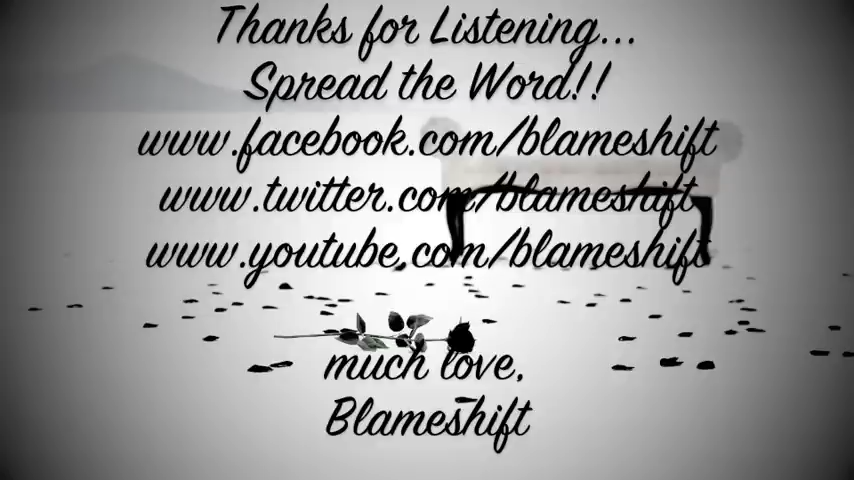 Thanks for Listening...
Spread the Word!!
www.facebook.com/blameshift
www.twitter.com/blameshift
www.youtube.com/blameshift
much love,
Blameshift